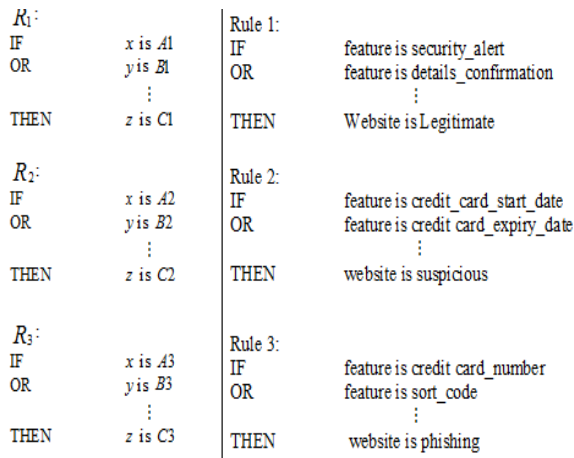 R1:
IF x is A1
OR y is B1
⋮
THEN z is C1
R2:
IF x is A2
OR y is B2
⋮
THEN z is C2
R3:
IF x is A3
OR y is B3
⋮
THEN z is C3
Rule 1:
IF feature is security_alert
OR feature is details_confirmation
⋮
THEN Website is Legitimate
Rule 2:
IF feature is credit_card_start_date
OR feature is credit card_expiry_date
⋮
THEN website is suspicious
Rule 3:
IF feature is credit card_number
OR feature is sort_code
⋮
THEN website is phishing